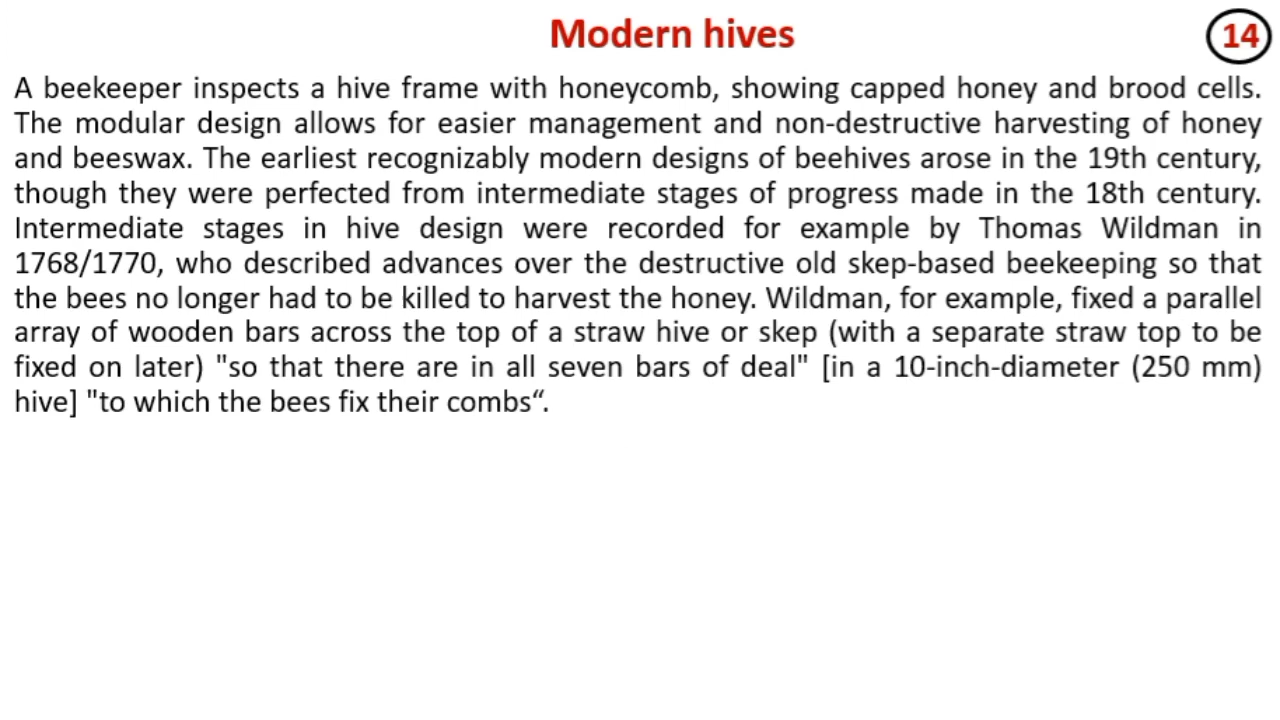 Modern hives
14
A beekeeper inspects a hive frame with honeycomb, showing capped honey and brood cells.
The modular design allows for easier management and non-destructive harvesting of honey
and beeswax. The earliest recognizably modern designs of beehives arose in the 19th century,
though they were perfected from intermediate stages of progress made in the 18th century.
Intermediate stages in hive design were recorded for example by Thomas Wildman in
1768/1770, who described advances over the destructive old skep-based beekeeping so that
the bees no longer had to be killed to harvest the honey. Wildman, for example, fixed a parallel
array of wooden bars across the top of a straw hive or skep (with a separate straw top to be
fixed on later) "so that there are in all seven bars of deal" [in a 10-inch-diameter (250 mm)
hive] "to which the bees fix their combs“.